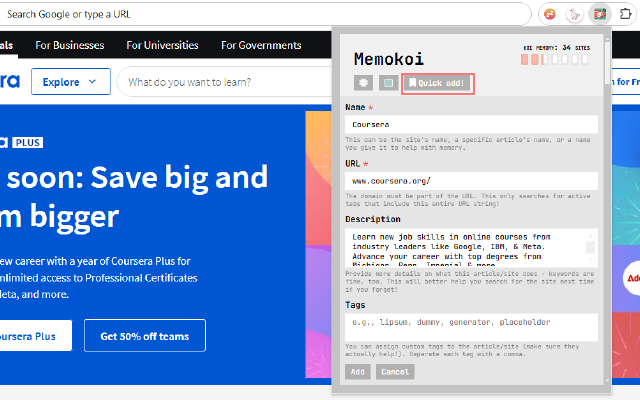 Search Google or type a URL
als
For Businesses
For Universities
For Governments
era
Explore
What do you want to learn?
n for Fr
a PLUS
soon: Save big and
m bigger
ew career with a year of Coursera Plus for
nlimited access to Professional Certificates
Meta, and more.
oursera Plus
Get 50% off teams
Memokoi
KOI MEMORY: 34 SITES
Quick add!
Name *
Coursera
This can be the site's name, a specific article's name, or a name
you give it to help with memory.
URL *
www.coursera.org/
The domain must be part of the URL. This only searches for active
tabs that include this entire URL string!
Description
Learn new job skills in online courses from
industry leaders like Google, IBM, & Meta.
Advance your career with top degrees from
Michigan, Penn, Imperial & more.
Provide more details on what this article/site does - keywords are
fine, too. This will better help you search for the site next time
if you forget!
Tags
e.g., lipsum, dummy, generator, placeholder
You can assign custom tags to the article/site (make sure they
actually help!). Separate each tag with a comma.
Add
Cancel